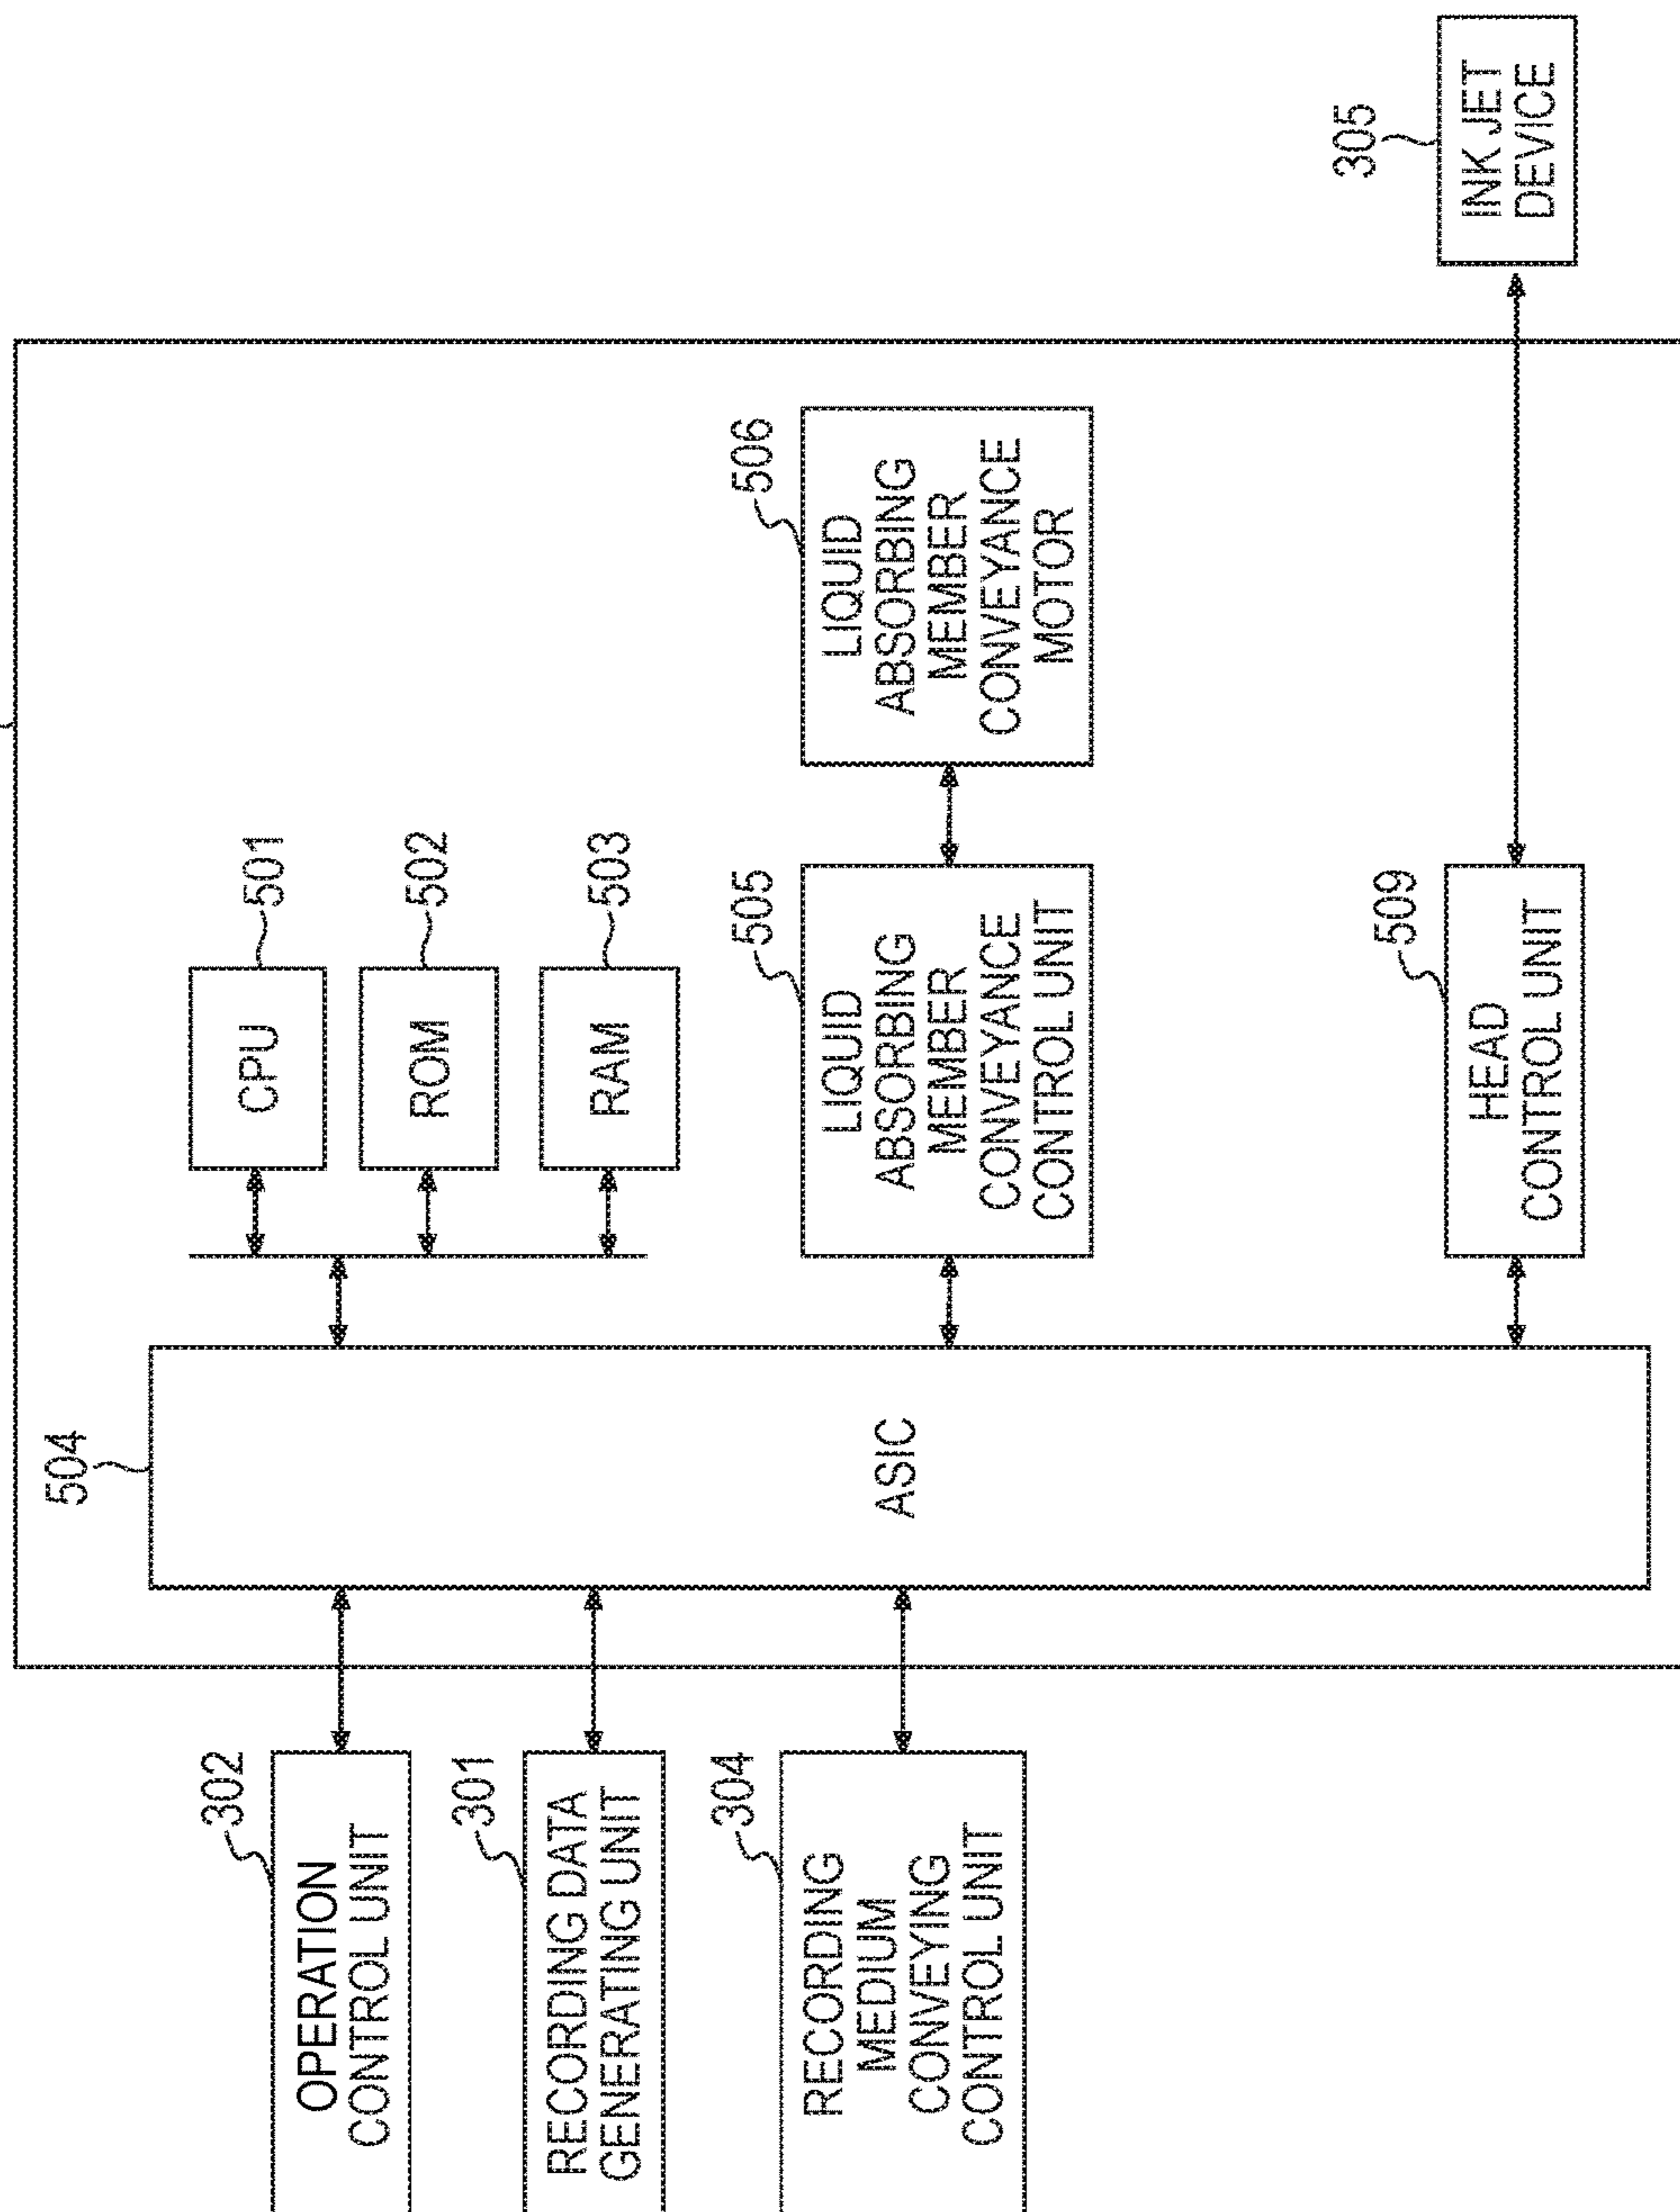 302
OPERATION
CONTROL UNIT
301
RECORDING DATA
GENERATING UNIT
304
RECORDING
MEDIUM
CONVEYING
CONTROL UNIT
504
ASIC
CPU
501
ROM
502
RAM
503
505
LIQUID
ABSORBING
MEMBER
CONVEYANCE
CONTROL UNIT
506
LIQUID
ABSORBING
MEMBER
CONVEYANCE
MOTOR
509
HEAD
CONTROL UNIT
305
INK JET
DEVICE